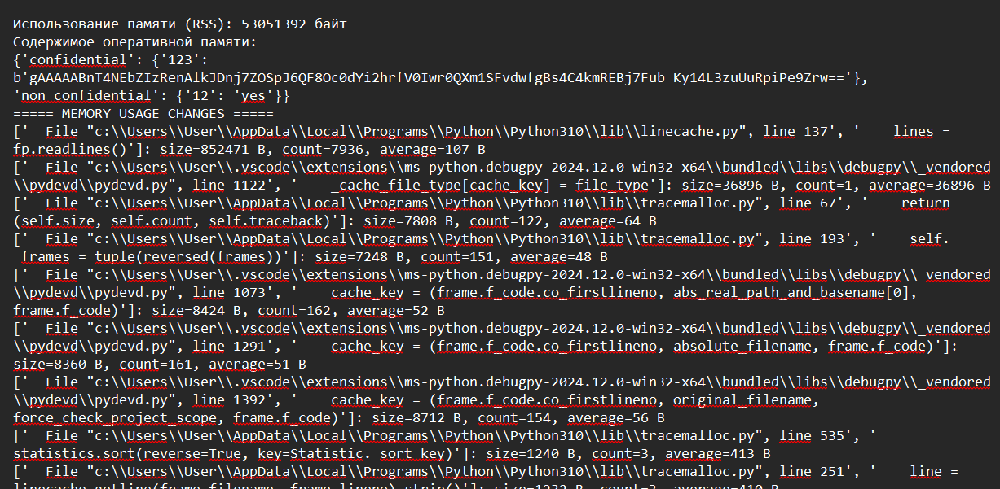 Использование памяти (RSS): 53051392 байт
Содержимое оперативной памяти:
{'confidential': {'123':
b'gAAAAABnT4NEbZIzRenAlkJDnj7ZOSpJ6QF8Oc0dYi2hrfV0Iwr0QXm1SFvdwfgBs4C4kmREBj7Fub_Ky14L3zuUuRpiPe9Zrw=='},
'non_confidential': {'12': 'yes'}}
===== MEMORY USAGE CHANGES =====
['  File "c:\\Users\\User\\AppData\\Local\\Programs\\Python\\Python310\\lib\\linecache.py", line 137', '    lines =
fp.readlines()']: size=852471 B, count=7936, average=107 B
['  File "c:\\Users\\User\\.vscode\\extensions\\ms-python.debugpy-2024.12.0-win32-x64\\bundled\\libs\\debugpy\\_vendored
\\pydevd\\pydevd.py", line 1122', '    _cache_file_type[cache_key] = file_type']: size=36896 B, count=1, average=36896 B
['  File "c:\\Users\\User\\AppData\\Local\\Programs\\Python\\Python310\\lib\\tracemalloc.py", line 67', '    return
(self.size, self.count, self.traceback)']: size=7808 B, count=122, average=64 B
['  File "c:\\Users\\User\\AppData\\Local\\Programs\\Python\\Python310\\lib\\tracemalloc.py", line 193', '    self.
_frames = tuple(reversed(frames))']: size=7248 B, count=151, average=48 B
['  File "c:\\Users\\User\\.vscode\\extensions\\ms-python.debugpy-2024.12.0-win32-x64\\bundled\\libs\\debugpy\\_vendored
\\pydevd\\pydevd.py", line 1073', '    cache_key = (frame.f_code.co_firstlineno, abs_real_path_and_basename[0],
frame.f_code)']: size=8424 B, count=162, average=52 B
['  File "c:\\Users\\User\\.vscode\\extensions\\ms-python.debugpy-2024.12.0-win32-x64\\bundled\\libs\\debugpy\\_vendored
\\pydevd\\pydevd.py", line 1291', '    cache_key = (frame.f_code.co_firstlineno, absolute_filename, frame.f_code)']:
size=8360 B, count=161, average=51 B
['  File "c:\\Users\\User\\.vscode\\extensions\\ms-python.debugpy-2024.12.0-win32-x64\\bundled\\libs\\debugpy\\_vendored
\\pydevd\\pydevd.py", line 1392', '    cache_key = (frame.f_code.co_firstlineno, original_filename,
force_check_project_scope, frame.f_code)']: size=8712 B, count=154, average=56 B
['  File "c:\\Users\\User\\AppData\\Local\\Programs\\Python\\Python310\\lib\\tracemalloc.py", line 535', '
statistics.sort(reverse=True, key=Statistic._sort_key)']: size=1240 B, count=3, average=413 B
['  File "c:\\Users\\User\\AppData\\Local\\Programs\\Python\\Python310\\lib\\tracemalloc.py", line 251', '    line =
linecache.getline(frame.filename, frame.lineno).strip()']: size=1232 B, count=3, average=410 B